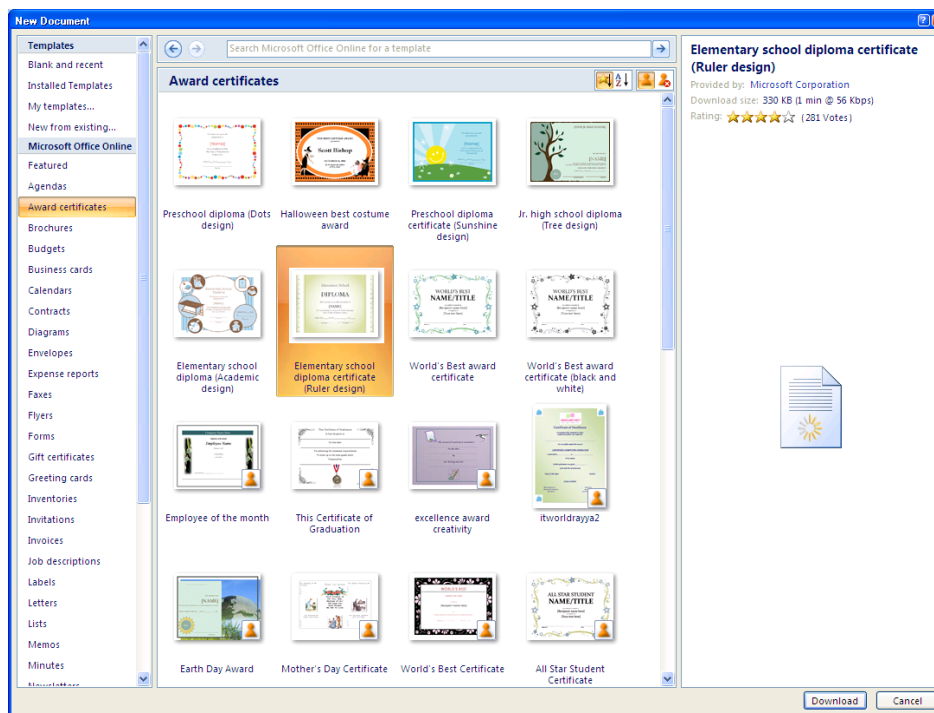 New Document
Templates
Blank and recent
Installed Templates
My templates...
New from existing...
Microsoft Office Online
Featured
Agendas
Award certificates
Brochures
Budgets
Business cards
Calendars
Contracts
Diagrams
Envelopes
Expense reports
Faxes
Flyers
Forms
Gift certificates
Greeting cards
Inventories
Invitations
Invoices
Job descriptions
Labels
Letters
Lists
Memos
Minutes
Newsletters
Search Microsoft Office Online for a template
Award certificates
Scott Bishop
Preschool diploma (Dots
design)
Halloween best costume
award
Preschool diploma
certificate (Sunshine
design)
Jr. high school diploma
(Tree design)
Elementary School
DIPLOMA
WORLD'S BEST
NAME/TITLE
WORLD'S BEST
NAME/TITLE
Elementary school
diploma (Academic
design)
Elementary school
diploma certificate
(Ruler design)
World's Best award
certificate
World's Best award
certificate (black and
white)
Employee Name
Employee of the month
This Certificate of
Graduation
excellence award
creativity
itworldrayya2
ALL STAR STUDENT
NAME/TITLE
Earth Day Award
Mother's Day Certificate
World's Best Certificate
All Star Student
Certificate
Elementary school diploma certificate
(Ruler design)
Provided by: Microsoft Corporation
Download size: 330 KB (1 min @ 56 Kbps)
Rating: (281 Votes)
Download
Cancel